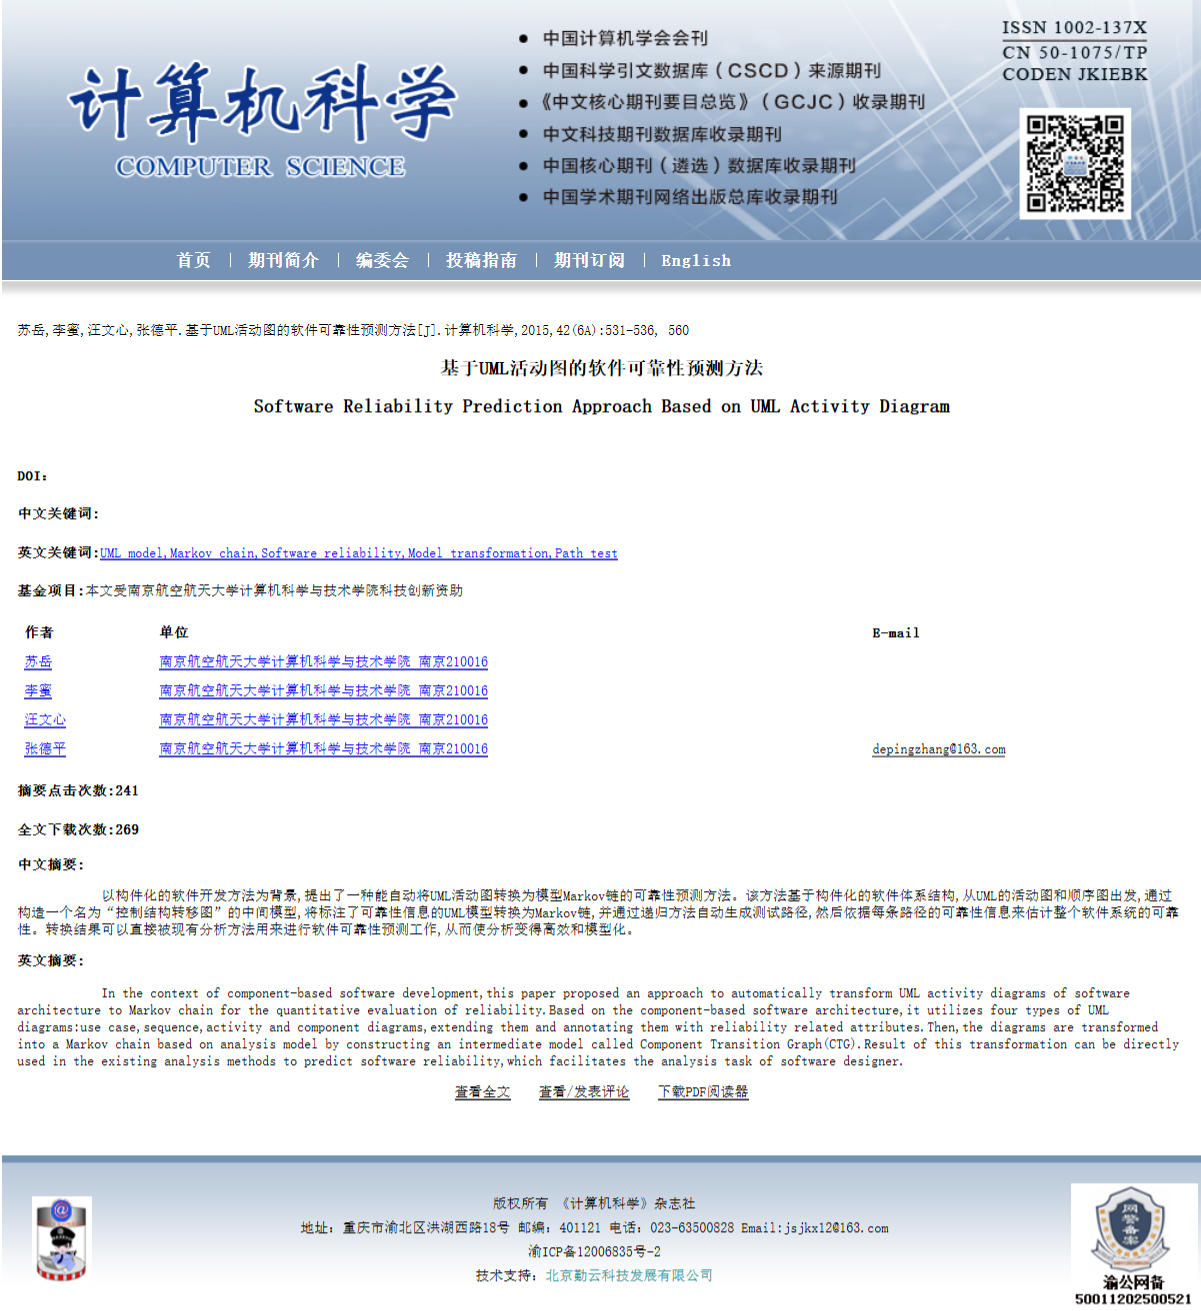 计算机科学
COMPUTER SCIENCE
● 中国计算机学会会刊
● 中国科学引文数据库（CSCD）来源期刊
● 《中文核心期刊要目总览》（GCJC）收录期刊
● 中文科技期刊数据库收录期刊
● 中国核心期刊（遴选）数据库收录期刊
● 中国学术期刊网络出版总库收录期刊
ISSN 1002-137X
CN 50-1075/TP
CODEN JKIEBK
首页 | 期刊简介 | 编委会 | 投稿指南 | 期刊订阅 | English
苏岳,李蜜,汪文心,张德平.基于UML活动图的软件可靠性预测方法[J].计算机科学,2015,42(6A):531-536, 560
基于UML活动图的软件可靠性预测方法
Software Reliability Prediction Approach Based on UML Activity Diagram
DOI：
中文关键词:
英文关键词:UML model,Markov chain,Software reliability,Model transformation,Path test
基金项目:本文受南京航空航天大学计算机科学与技术学院科技创新资助
作者 单位 E-mail
苏岳 南京航空航天大学计算机科学与技术学院 南京210016
李蜜 南京航空航天大学计算机科学与技术学院 南京210016
汪文心 南京航空航天大学计算机科学与技术学院 南京210016
张德平 南京航空航天大学计算机科学与技术学院 南京210016 depingzhang@163.com
摘要点击次数:241
全文下载次数:269
中文摘要:
以构件化的软件开发方法为背景,提出了一种能自动将UML活动图转换为模型Markov链的可靠性预测方法。该方法基于构件化的软件体系结构,从UML的活动图和顺序图出发,通过
构造一个名为“控制结构转移图”的中间模型,将标注了可靠性信息的UML模型转换为Markov链,并通过递归方法自动生成测试路径,然后依据每条路径的可靠性信息来估计整个软件系统的可靠
性。转换结果可以直接被现有分析方法用来进行软件可靠性预测工作,从而使分析变得高效和模型化。
英文摘要:
In the context of component-based software development,this paper proposed an approach to automatically transform UML activity diagrams of software
architecture to Markov chain for the quantitative evaluation of reliability.Based on the component-based software architecture,it utilizes four types of UML
diagrams:use case,sequence,activity and component diagrams,extending them and annotating them with reliability related attributes.Then,the diagrams are transformed
into a Markov chain based on analysis model by constructing an intermediate model called Component Transition Graph(CTG).Result of this transformation can be directly
used in the existing analysis methods to predict software reliability,which facilitates the analysis task of software designer.
查看全文 查看/发表评论 下载PDF阅读器
版权所有 《计算机科学》杂志社
地址：重庆市渝北区洪湖西路18号 邮编：401121 电话：023-63500828 Email:jsjkx12@163.com
渝ICP备12006835号-2
技术支持：北京勤云科技发展有限公司
@
网警
备案
渝公网备
50011202500521